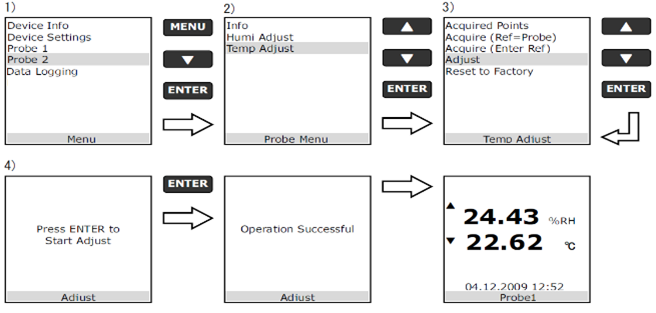 1)
Device Info
Device Settings
Probe 1
Probe 2
Data Logging
Menu
MENU
ENTER
2)
Info
Humi Adjust
Temp Adjust
Probe Menu
ENTER
3)
Acquired Points
Acquire (Ref=Probe)
Acquire (Enter Ref)
Adjust
Reset to Factory
Temp Adjust
ENTER
4)
Press ENTER to
Start Adjust
Adjust
ENTER
Operation Successful
Adjust
24.43 %RH
22.62 °C
04.12.2009 12:52
Probe1